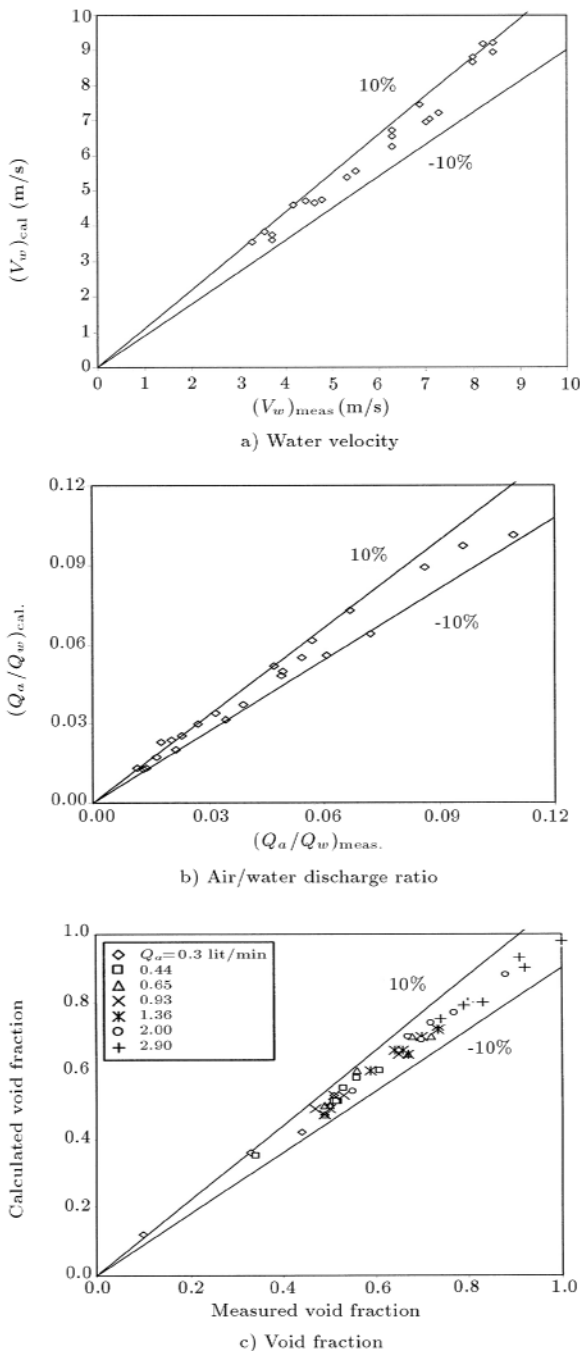 10
9
8
7
6
5
4
3
2
1
0
(V_w)_cal (m/s)
10%
-10%
0 1 2 3 4 5 6 7 8 9 10
(V_w)_meas (m/s)
a) Water velocity
0.12
0.09
0.06
0.03
0.00
(Q_a/Q_w)_cal.
10%
-10%
0.00 0.03 0.06 0.09 0.12
(Q_a/Q_w)_meas.
b) Air/water discharge ratio
1.0
0.8
0.6
0.4
0.2
0.0
Calculated void fraction
Q_a=0.3 lit/min
0.44
0.65
0.93
1.36
2.00
2.90
10%
-10%
0.0 0.2 0.4 0.6 0.8 1.0
Measured void fraction
c) Void fraction